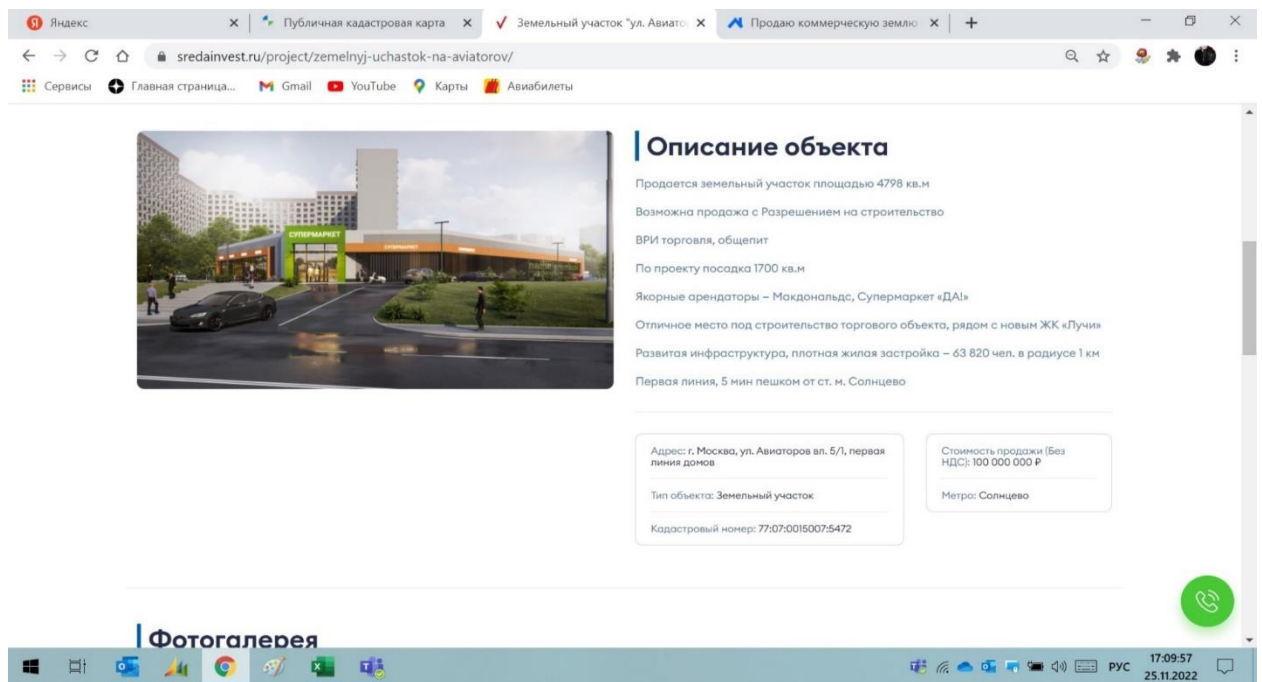 Яндекс
Публичная кадастровая карта
Земельный участок "ул. Авиато
Продаю коммерческую землю
sredainvest.ru/project/zemelnyj-uchastok-na-aviatorov/
Сервисы
Главная страница...
Gmail
YouTube
Карты
Авиабилеты
СУПЕРМАРКЕТ
СУПЕРМАРКЕТ
Описание объекта
Продается земельный участок площадью 4798 кв.м
Возможна продажа с Разрешением на строительство
ВРИ торговля, общепит
По проекту посадка 1700 кв.м
Якорные арендаторы – Макдональдс, Супермаркет «ДА!»
Отличное место под строительство торгового объекта, рядом с новым ЖК «Лучи»
Развитая инфраструктура, плотная жилая застройка – 63 820 чел. в радиусе 1 км
Первая линия, 5 мин пешком от ст. м. Солнцево
Адрес: г. Москва, ул. Авиаторов вл. 5/1, первая
линия домов
Тип объекта: Земельный участок
Кадастровый номер: 77:07:0015007:5472
Стоимость продажи (Без
НДС): 100 000 000 ₽
Метро: Солнцево
Фотогалерея
РУС
17:09:57
25.11.2022